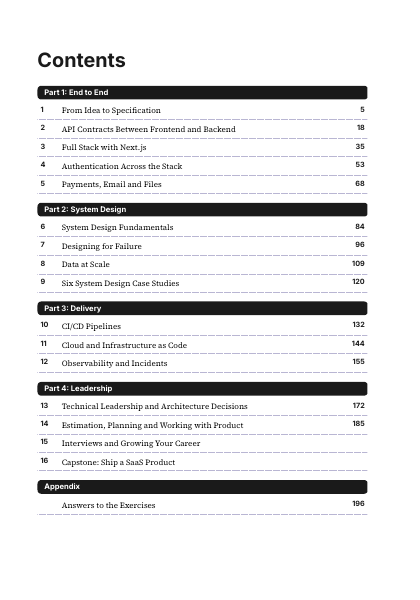 Contents
Part 1: End to End
1 From Idea to Specification 5
2 API Contracts Between Frontend and Backend 18
3 Full Stack with Next.js 35
4 Authentication Across the Stack 53
5 Payments, Email and Files 68
Part 2: System Design
6 System Design Fundamentals 84
7 Designing for Failure 96
8 Data at Scale 109
9 Six System Design Case Studies 120
Part 3: Delivery
10 CI/CD Pipelines 132
11 Cloud and Infrastructure as Code 144
12 Observability and Incidents 155
Part 4: Leadership
13 Technical Leadership and Architecture Decisions 172
14 Estimation, Planning and Working with Product 185
15 Interviews and Growing Your Career
16 Capstone: Ship a SaaS Product
Appendix
Answers to the Exercises 196